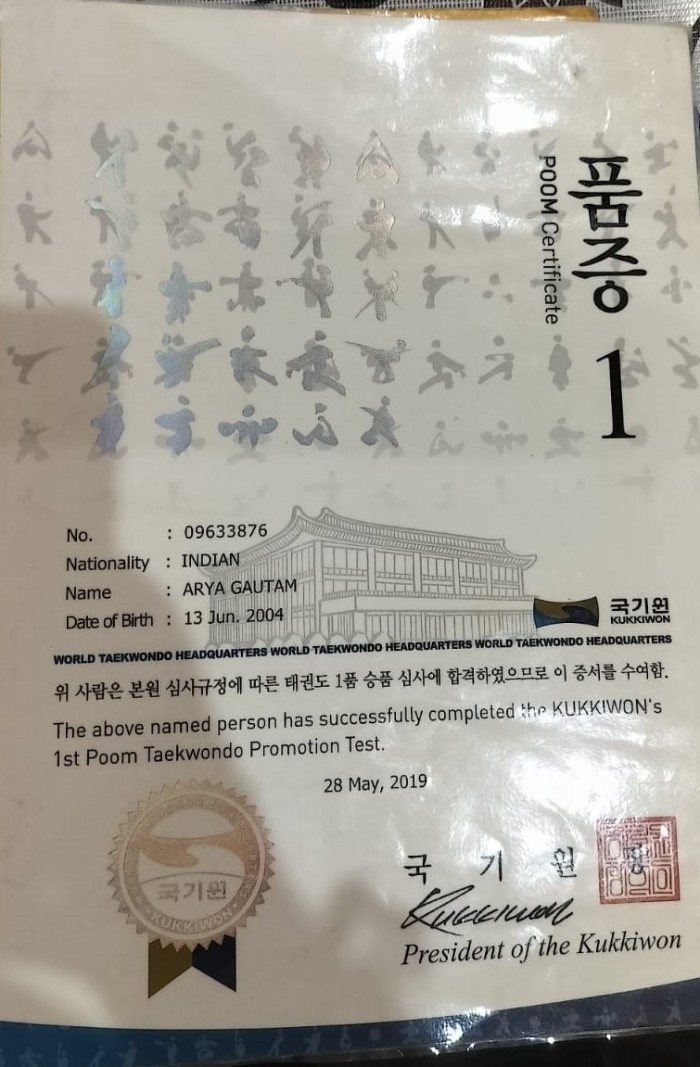 품증
POOM Certificate
1
No. : 09633876
Nationality : INDIAN
Name : ARYA GAUTAM
Date of Birth : 13 Jun. 2004
국기원
KUKKIWON
WORLD TAEKWONDO HEADQUARTERS WORLD TAEKWONDO HEADQUARTERS WORLD TAEKWONDO HEADQUARTERS
위 사람은 본원 심사규정에 따른 태권도 1품 승품 심사에 합격하였으므로 이 증서를 수여함.
The above named person has successfully completed the KUKKIWON's
1st Poom Taekwondo Promotion Test.
28 May, 2019
국기원
KUKKIWON
국 기 원 장
Kukkiwon
President of the Kukkiwon